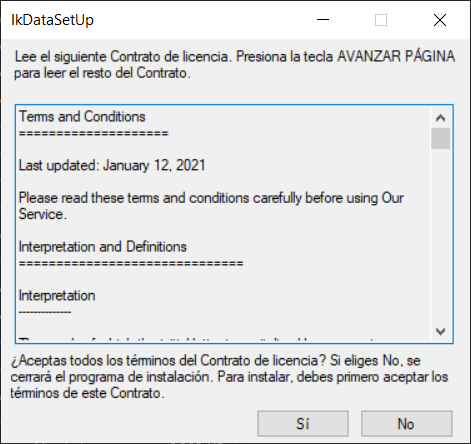 IkDataSetUp
Lee el siguiente Contrato de licencia. Presiona la tecla AVANZAR PÁGINA
para leer el resto del Contrato.
Terms and Conditions
====================
Last updated: January 12, 2021
Please read these terms and conditions carefully before using Our
Service.
Interpretation and Definitions
==============================
Interpretation
--------------
¿Aceptas todos los términos del Contrato de licencia? Si eliges No, se
cerrará el programa de instalación. Para instalar, debes primero aceptar los
términos de este Contrato.
Sí
No